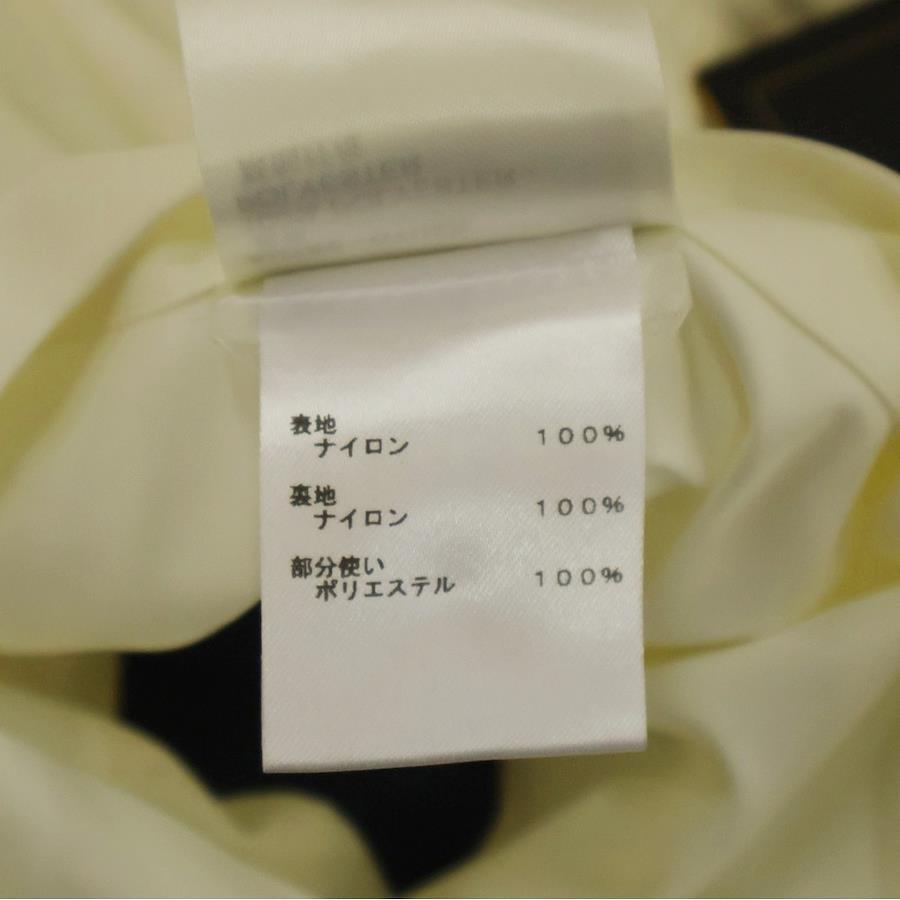 表地
ナイロン 100%
裏地
ナイロン 100%
部分使い
ポリエステル 100%